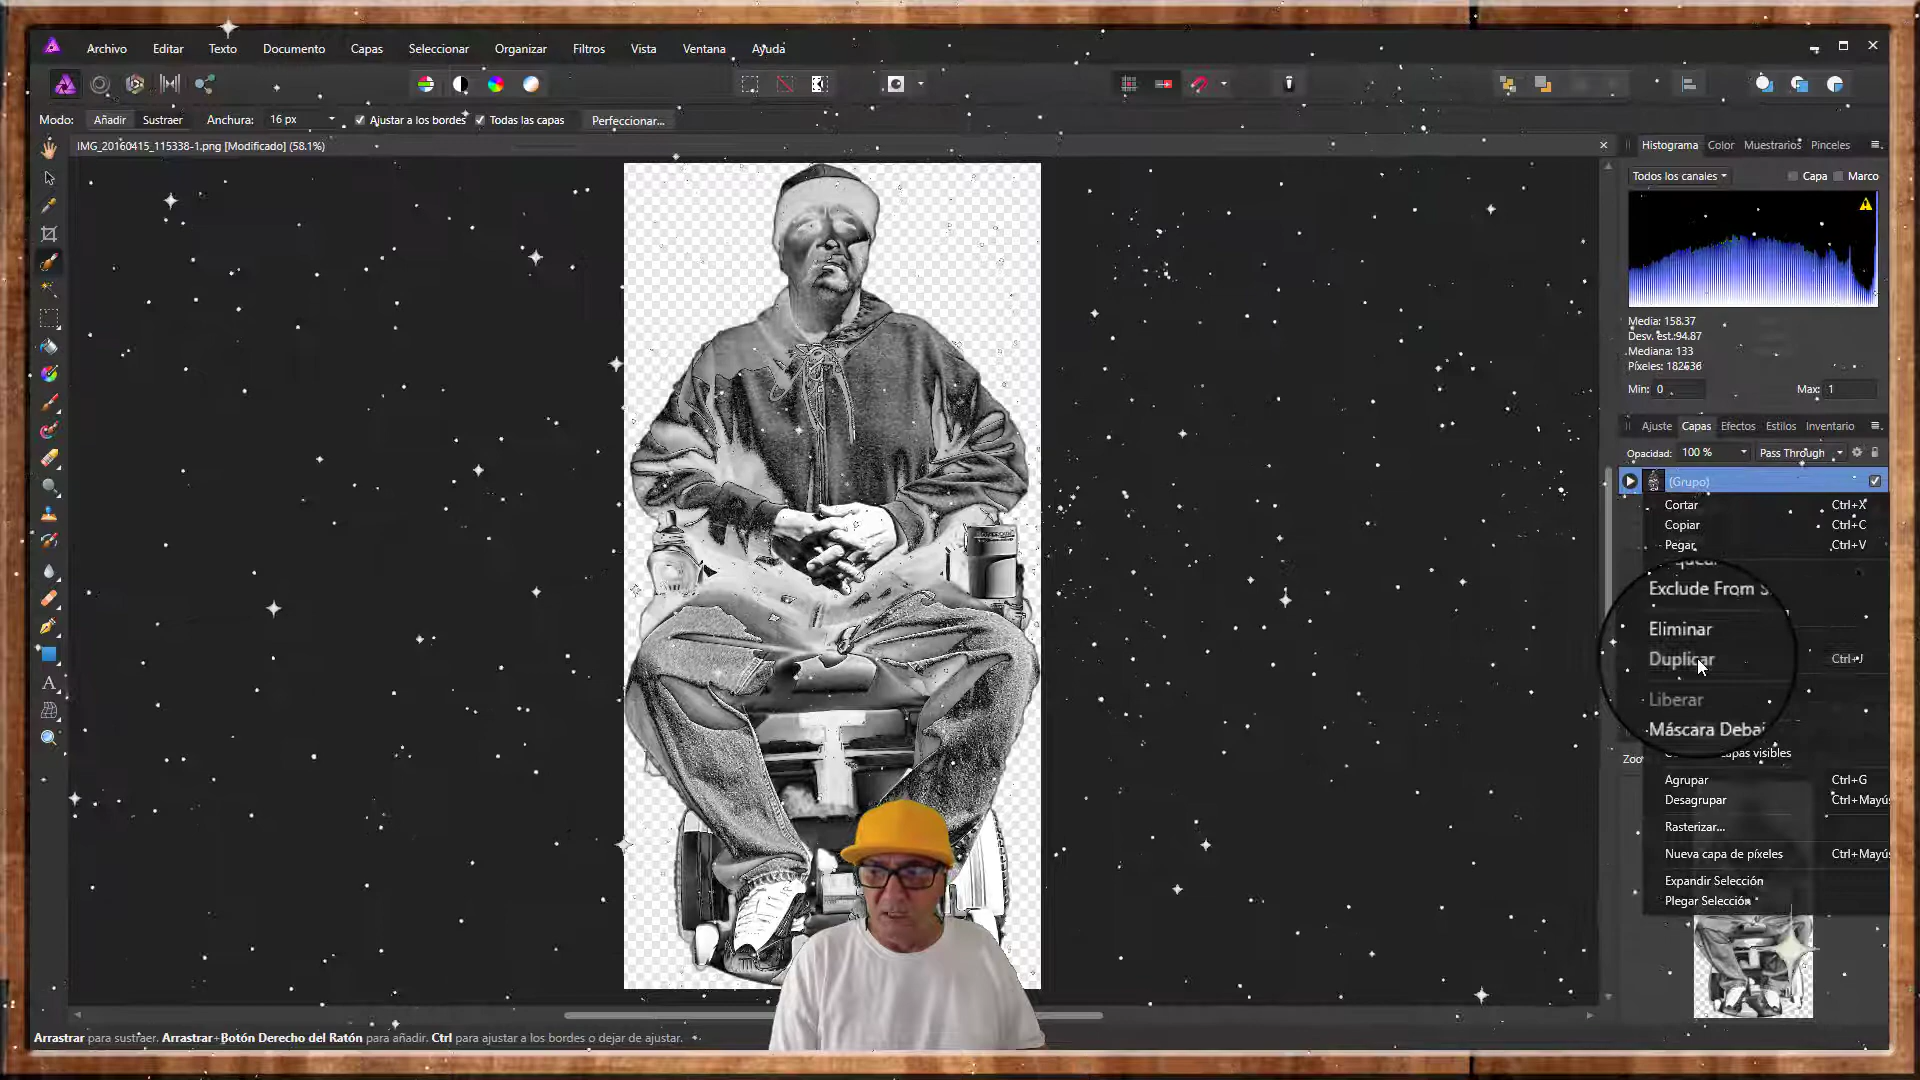 Archivo Editar Texto Documento Capas Seleccionar Organizar Filtros Vista Ventana Ayuda
Modo: Añadir Sustraer Anchura: 16 px Ajustar a los bordes Todas las capas Perfeccionar...
IMG_20160415_115338-1.png [Modificado] (58.1%)
Histograma Color Muestrarios Pinceles
Todos los canales Capa Marco
Media: 158.37
Desv. est.:94.87
Mediana: 133
Píxeles: 182536
Min: 0 Max: 1
Ajuste Capas Efectos Estilos Inventario
Opacidad: 100 % Pass Through
(Grupo)
Cortar Ctrl+X
Copiar Ctrl+C
Pegar Ctrl+V
Exclude From S
Eliminar
Duplicar Ctrl+J
Liberar
Máscara Debaj
apas visibles
Zoo
Agrupar Ctrl+G
Desagrupar Ctrl+Mayús
Rasterizar...
Nueva capa de píxeles Ctrl+Mayús
Expandir Selección
Plegar Selección
Arrastrar para sustraer. Arrastrar+Botón Derecho del Ratón para añadir. Ctrl para ajustar a los bordes o dejar de ajustar.